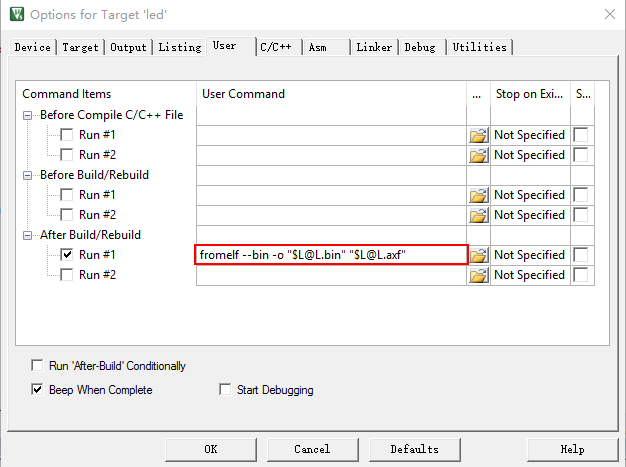 Options for Target 'led'
Device Target Output Listing User C/C++ Asm Linker Debug Utilities
Command Items User Command ... Stop on Exi... S...
Before Compile C/C++ File
Run #1 Not Specified
Run #2 Not Specified
Before Build/Rebuild
Run #1 Not Specified
Run #2 Not Specified
After Build/Rebuild
Run #1 fromelf --bin -o "$L@L.bin" "$L@L.axf" Not Specified
Run #2 Not Specified
Run 'After-Build' Conditionally
Beep When Complete Start Debugging
OK Cancel Defaults Help